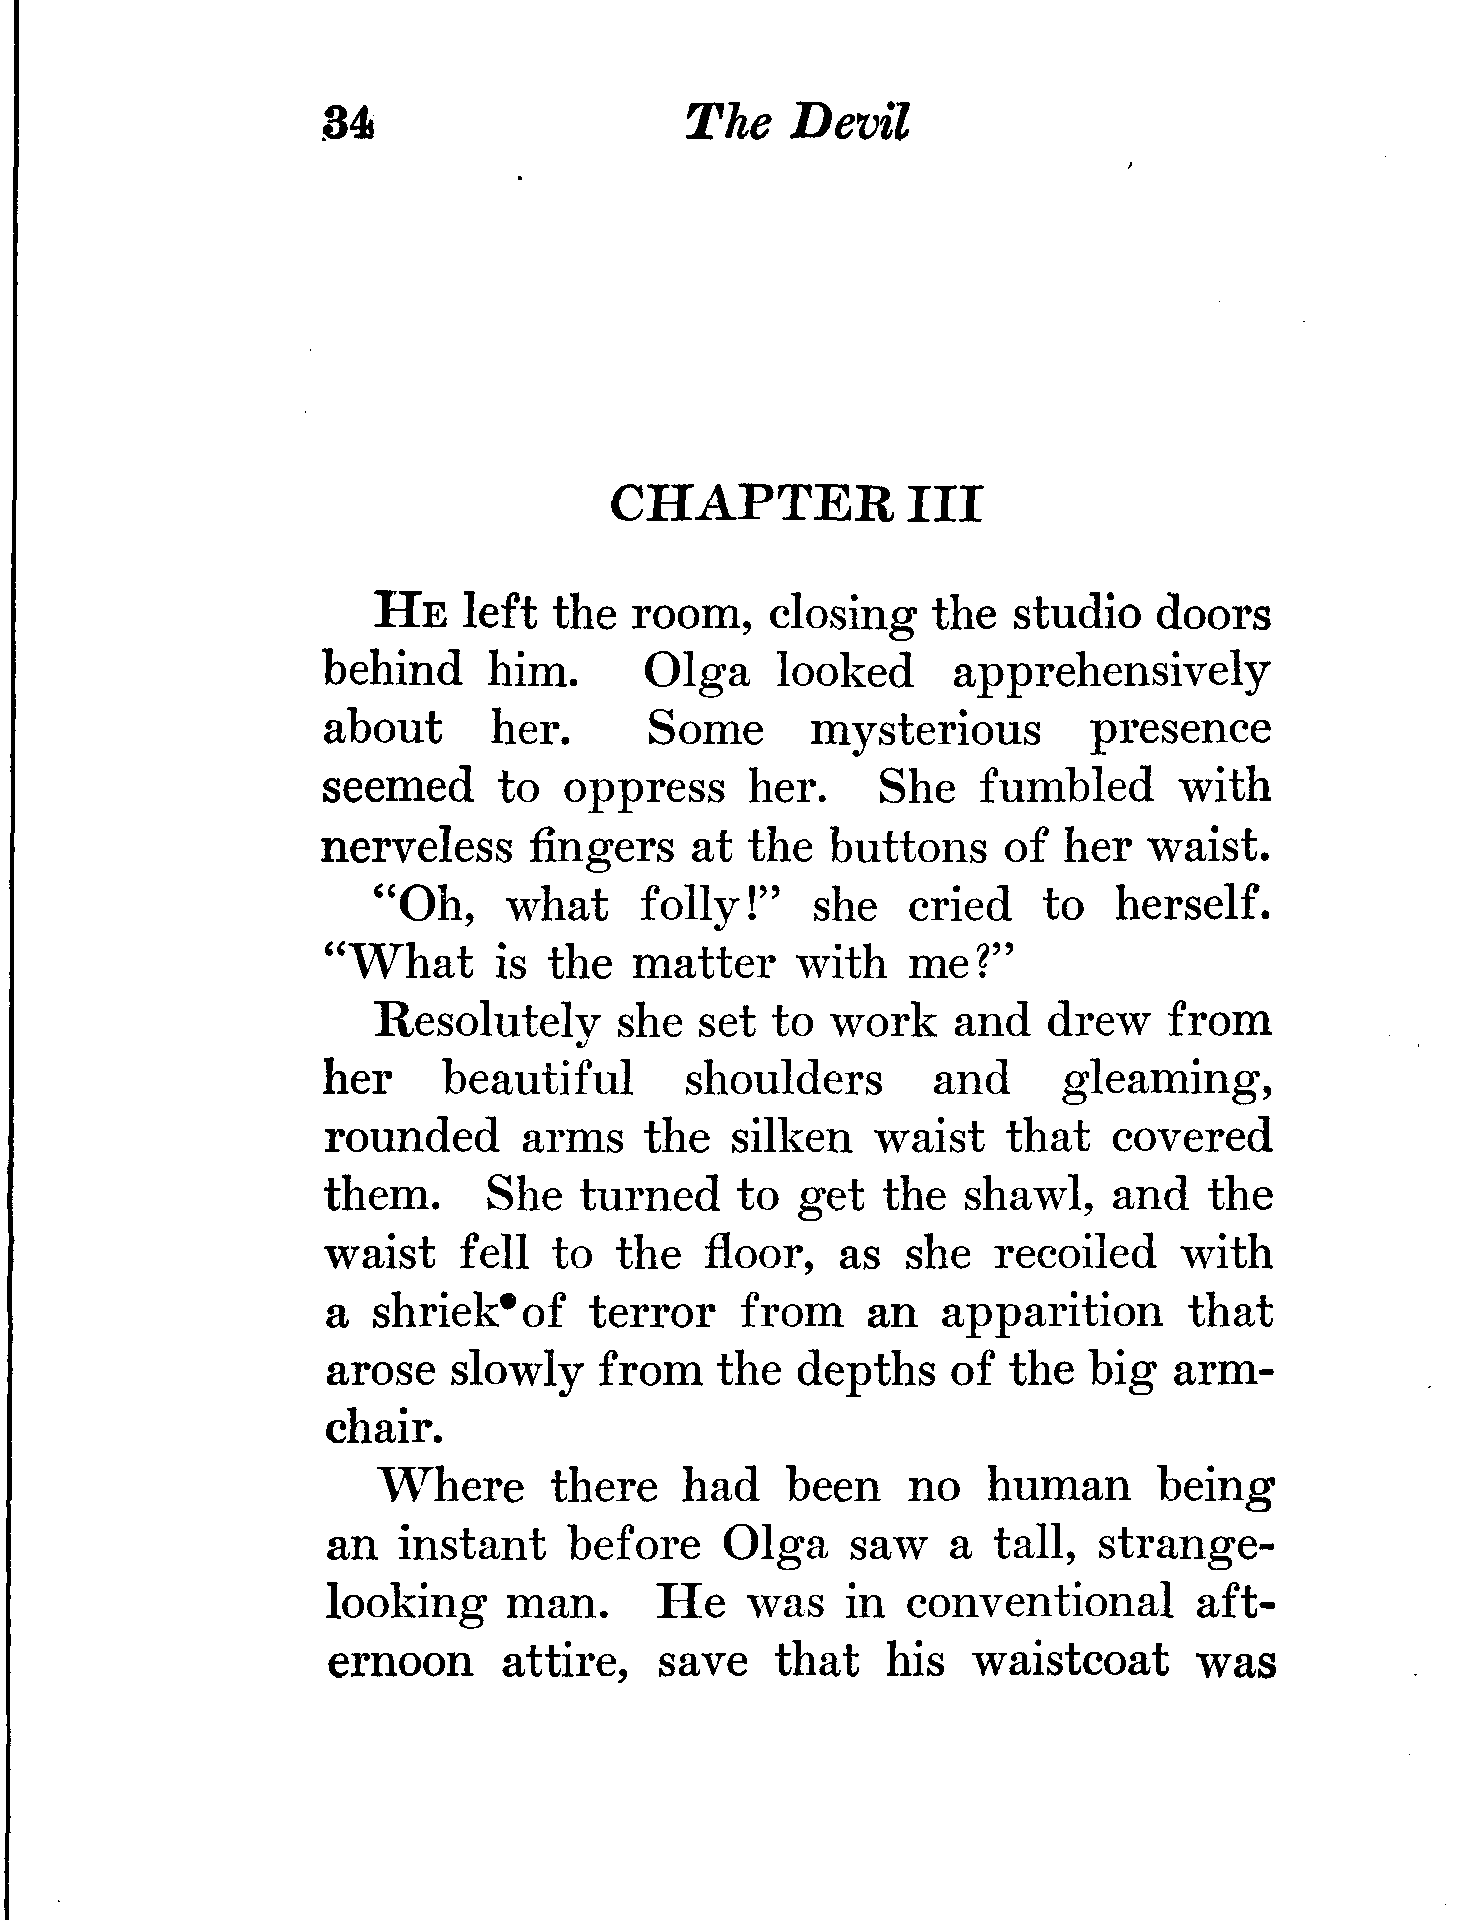 34 The Devil
CHAPTER III
HE left the room, closing the studio doors
behind him. Olga looked apprehensively
about her. Some mysterious presence
seemed to oppress her. She fumbled with
nerveless fingers at the buttons of her waist.
“Oh, what folly!” she cried to herself.
“What is the matter with me?”
Resolutely she set to work and drew from
her beautiful shoulders and gleaming,
rounded arms the silken waist that covered
them. She turned to get the shawl, and the
waist fell to the floor, as she recoiled with
a shriek of terror from an apparition that
arose slowly from the depths of the big arm-
chair.
Where there had been no human being
an instant before Olga saw a tall, strange-
looking man. He was in conventional aft-
ernoon attire, save that his waistcoat was